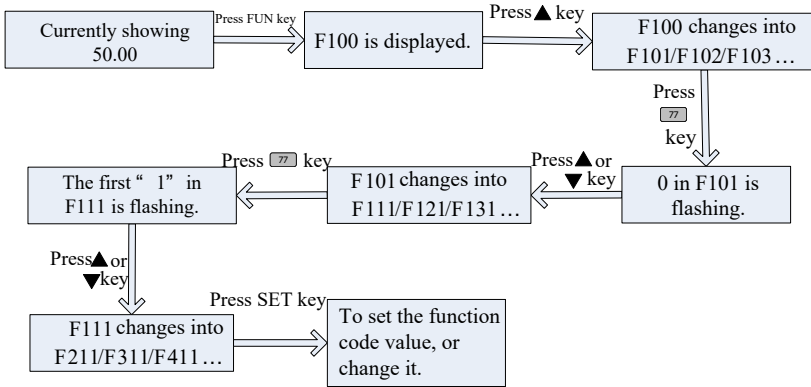 Currently showing
50.00
Press FUN key
F100 is displayed.
Press▲ key
F100 changes into
F101/F102/F103…
Press
77
key
0 in F101 is
flashing.
Press▲or
▼ key
F101 changes into
F111/F121/F131…
Press 77 key
The first “ 1” in
F111 is flashing.
Press▲or
▼key
F111 changes into
F211/F311/F411…
Press SET key
To set the function
code value, or
change it.